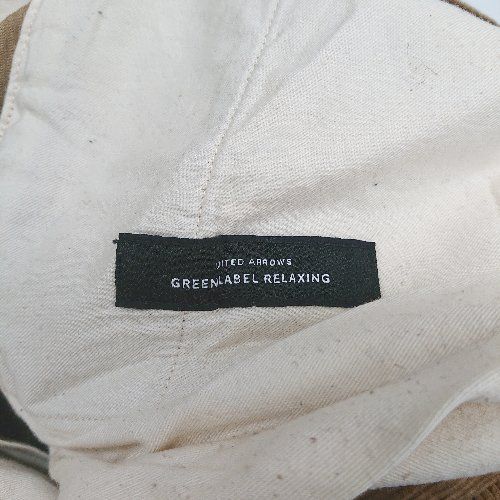 UNITED ARROWS
GREEN LABEL RELAXING